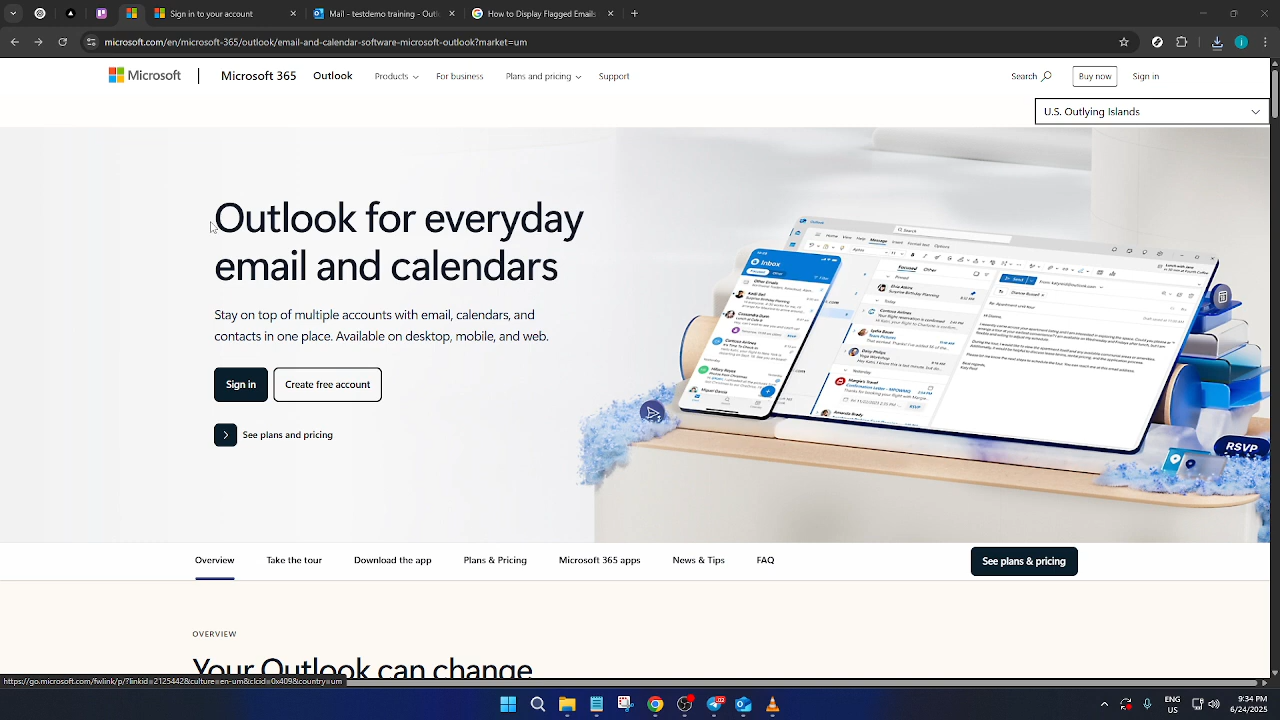 Sign in to your account
Mail - testdemo training - Outl
How to Display Flagged Emails
microsoft.com/en/microsoft-365/outlook/email-and-calendar-software-microsoft-outlook?market=um
Microsoft
Microsoft 365
Outlook
Products
For business
Plans and pricing
Support
Search
Buy now
Sign in
U.S. Outlying Islands
Outlook for everyday
email and calendars
Stay on top of multiple accounts with email, calendars, and
contacts in one spot. Available on desktop, mobile, and web.
Sign in
Create free account
See plans and pricing
Inbox
RSVP
Overview
Take the tour
Download the app
Plans & Pricing
Microsoft 365 apps
News & Tips
FAQ
See plans & pricing
OVERVIEW
Your Outlook can change
https://go.microsoft.com/fwlink/p/?linkid=2125442&culture=en-um&clcid=0x409&country=um
ENG
US
9:34 PM
6/24/2025